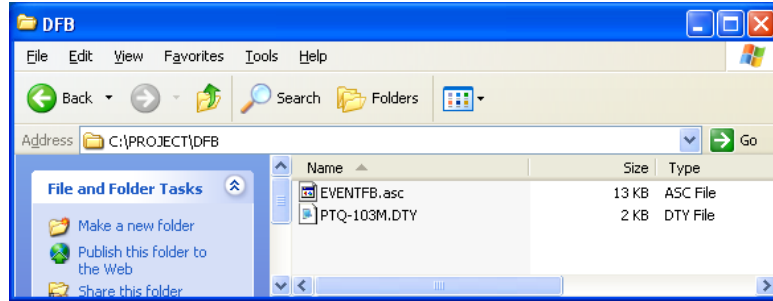 DFB
File Edit View Favorites Tools Help
Back Search Folders
Address C:\PROJECT\DFB Go
File and Folder Tasks
Make a new folder
Publish this folder to
the Web
Share this folder
Name Size Type
EVENTFB.asc 13 KB ASC File
PTQ-103M.DTY 2 KB DTY File